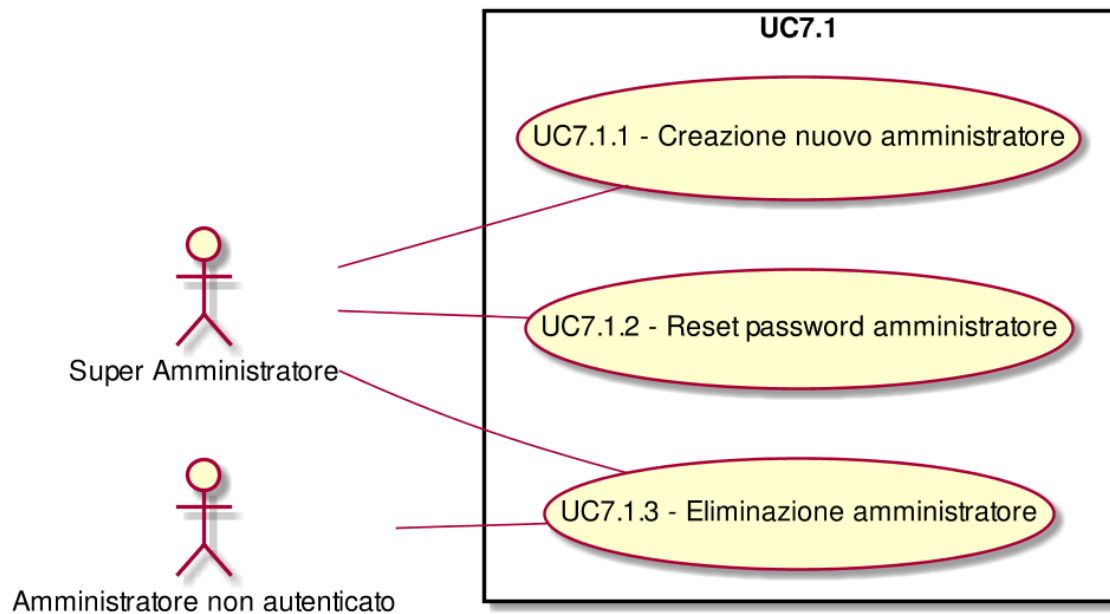 UC7.1
UC7.1.1 - Creazione nuovo amministratore
UC7.1.2 - Reset password amministratore
Super Amministratore
UC7.1.3 - Eliminazione amministratore
Amministratore non autenticato